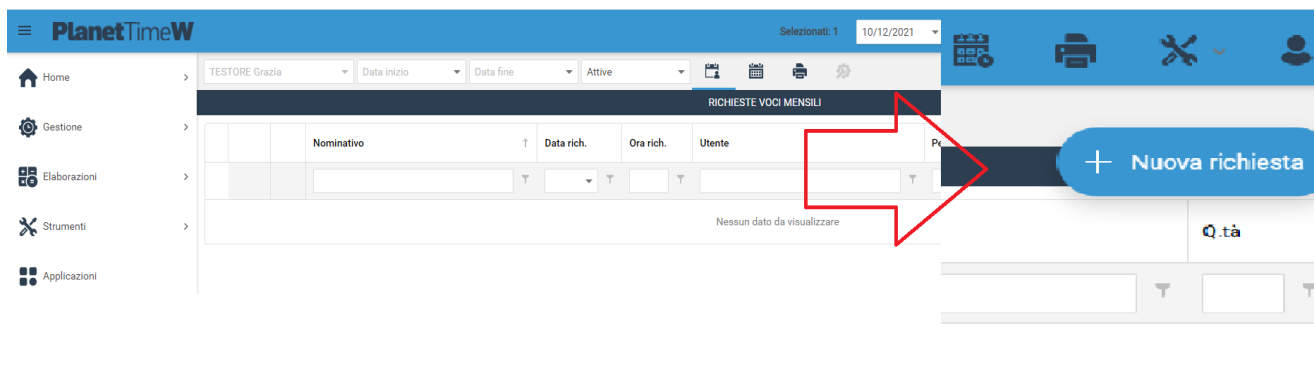 PlanetTimeW
Selezionati: 1 10/12/2021
Home
TESTORE Grazia Data inizio Data fine Attive
RICHIESTE VOCI MENSILI
Nuova richiesta
Gestione
Nominativo Data rich. Ora rich. Utente Pe
Elaborazioni
Nessun dato da visualizzare
Q.tà
Strumenti
Applicazioni